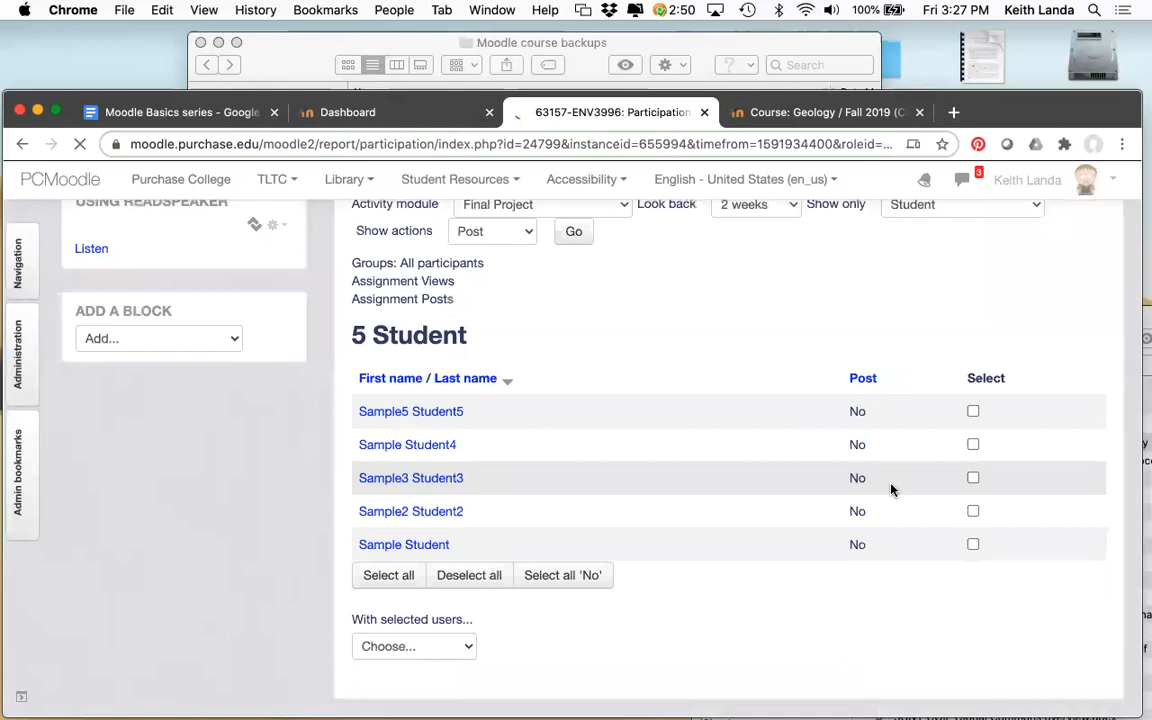 Chrome File Edit View History Bookmarks People Tab Window Help 2:50 100% Fri 3:27 PM Keith Landa
Moodle course backups
Search
Moodle Basics series - Google
Dashboard
63157-ENV3996: Participation
Course: Geology / Fall 2019 (C
moodle.purchase.edu/moodle2/report/participation/index.php?id=24799&instanceid=655994&timefrom=1591934400&roleid=...
PCMoodle Purchase College TLTC Library Student Resources Accessibility English - United States (en_us) 3 Keith Landa
USING READSPEAKER
Listen
ADD A BLOCK
Add...
Navigation
Administration
Admin bookmarks
Activity module Final Project Look back 2 weeks Show only Student
Show actions Post Go
Groups: All participants
Assignment Views
Assignment Posts
5 Student
First name / Last name Post Select
Sample5 Student5 No
Sample Student4 No
Sample3 Student3 No
Sample2 Student2 No
Sample Student No
Select all Deselect all Select all 'No'
With selected users...
Choose...